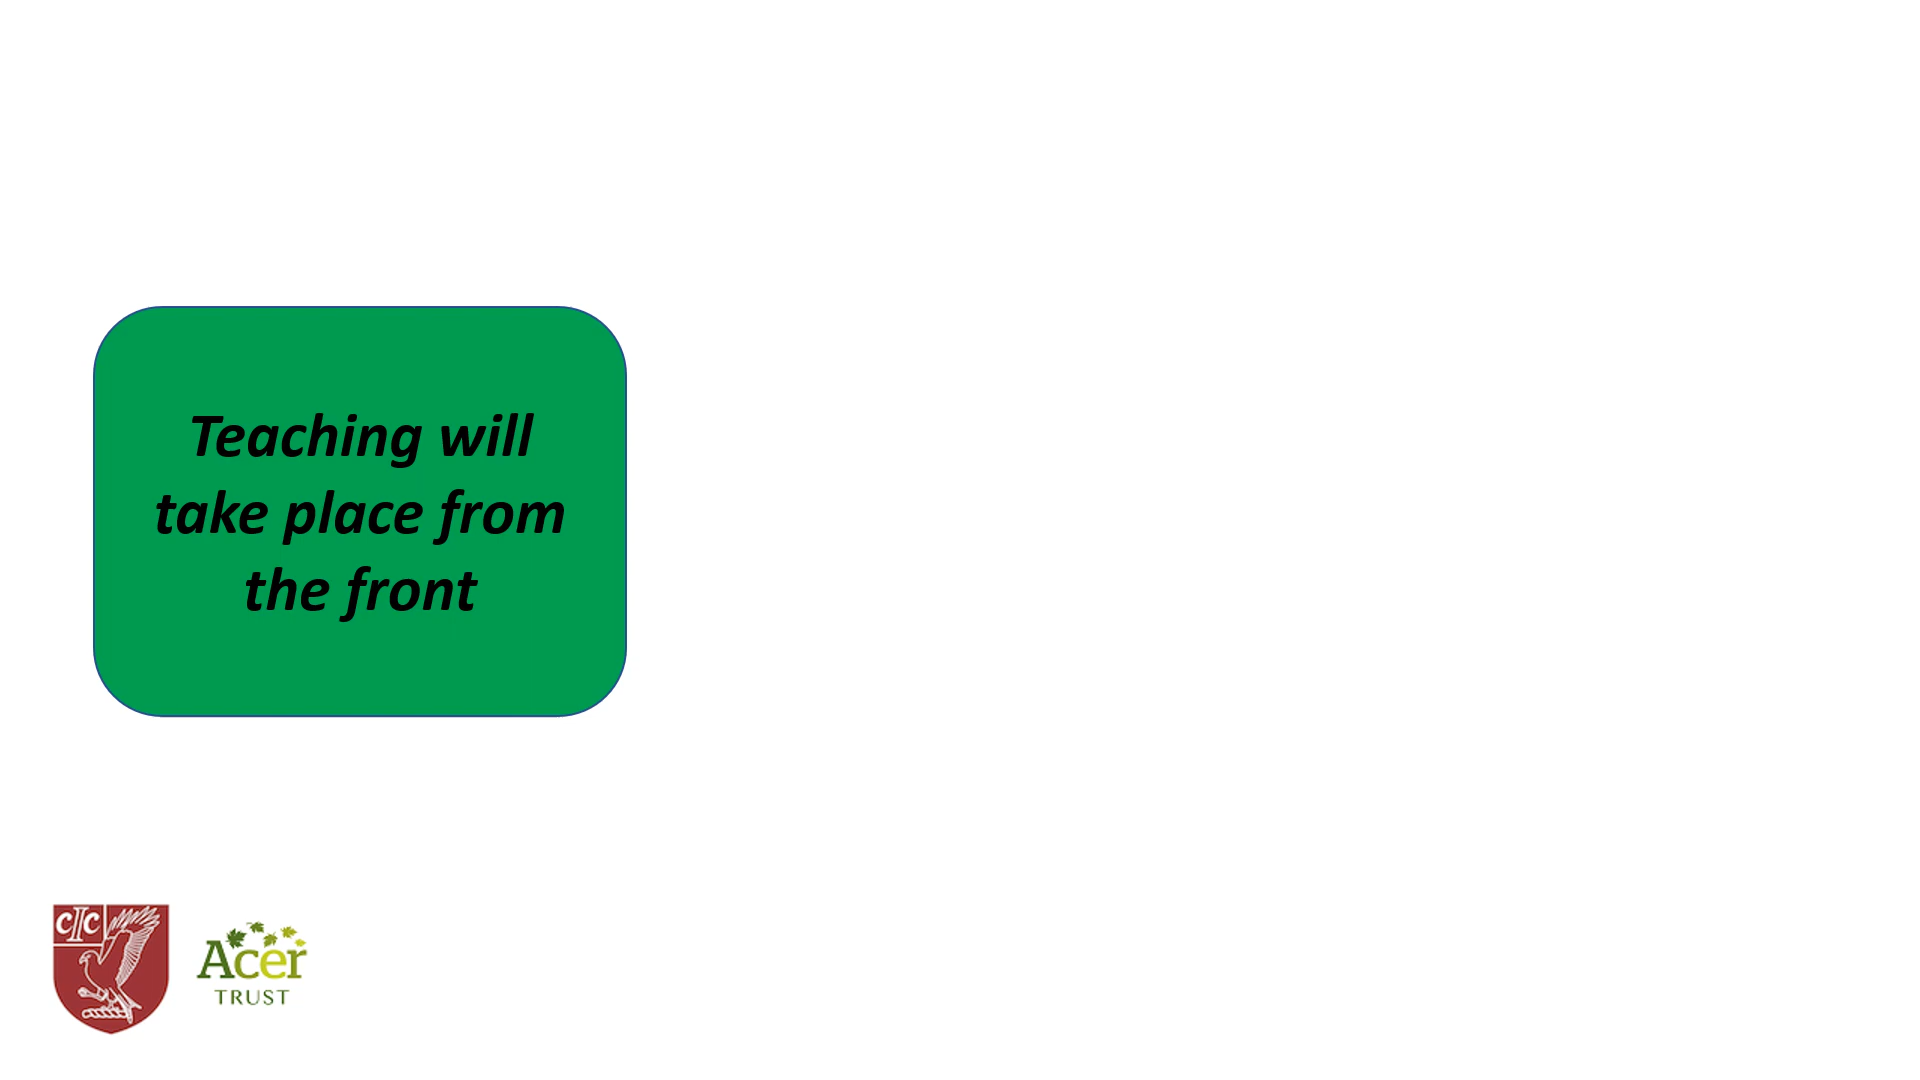 Teaching will
take place from
the front
CIC
Acer
TRUST